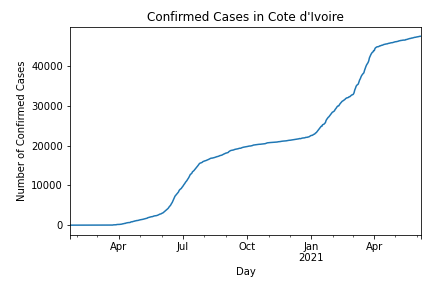 Confirmed Cases in Cote d'Ivoire
Number of Confirmed Cases
40000
30000
20000
10000
0
Apr
Jul
Oct
Jan
2021
Apr
Day